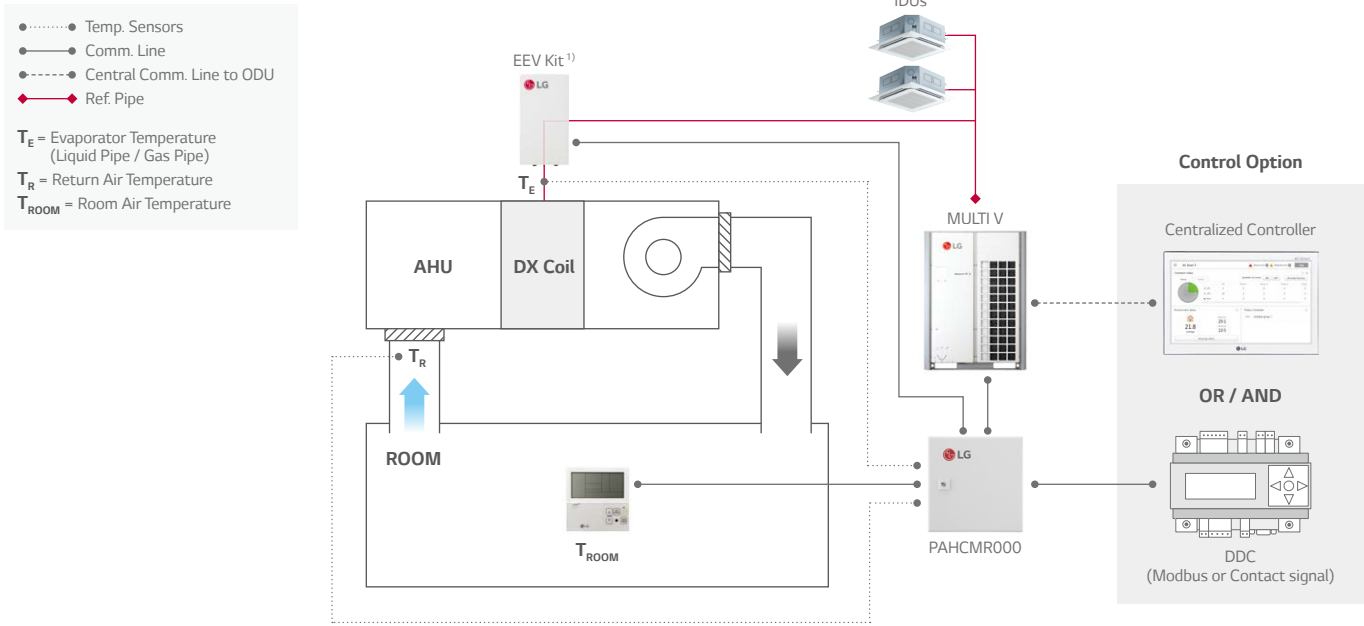 Temp. Sensors
Comm. Line
Central Comm. Line to ODU
Ref. Pipe
TE = Evaporator Temperature
(Liquid Pipe / Gas Pipe)
TR = Return Air Temperature
TROOM = Room Air Temperature
IDUs
EEV Kit 1)
LG
TE
AHU
DX Coil
TR
ROOM
TROOM
MULTI V
LG
LG
PAHCMR000
Control Option
Centralized Controller
21.8
LG
OR / AND
DDC
(Modbus or Contact signal)